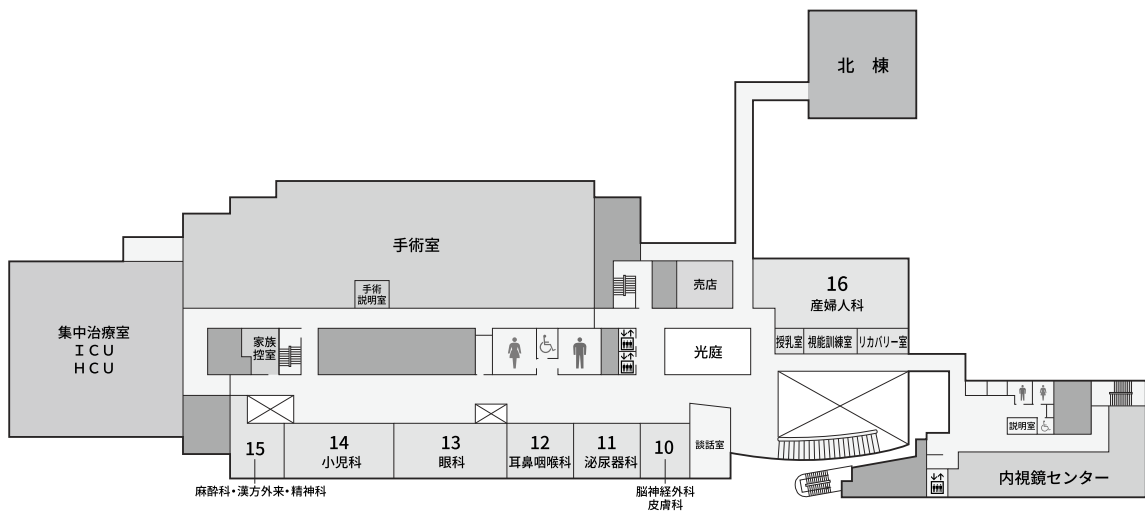 北 棟
手術室
手術
説明室
売店
16
産婦人科
集中治療室
ICU
HCU
家族
控室
光庭
授乳室
視能訓練室
リカバリー室
説明室
15
14
小児科
13
眼科
12
耳鼻咽喉科
11
泌尿器科
10
談話室
内視鏡センター
麻酔科・漢方外来・精神科
脳神経外科
皮膚科